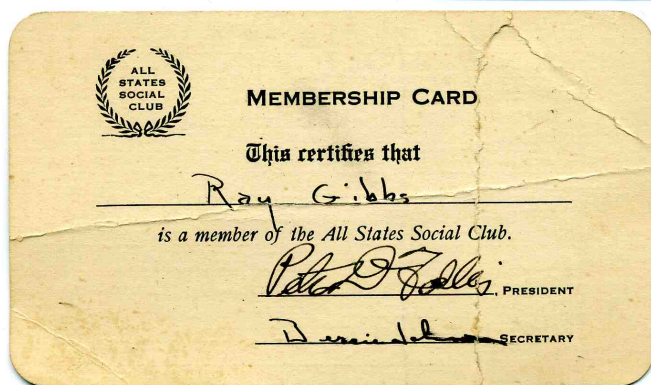 ALL
STATES
SOCIAL
CLUB
MEMBERSHIP CARD
This certifies that
Ray Gibbs
is a member of the All States Social Club.
, PRESIDENT
SECRETARY